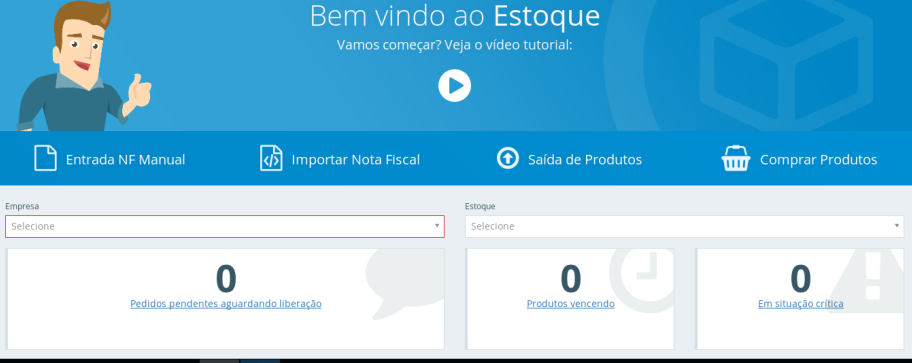 Bem vindo ao Estoque
Vamos começar? Veja o vídeo tutorial:
Entrada NF Manual
Importar Nota Fiscal
Saída de Produtos
Comprar Produtos
Empresa
Estoque
Selecione
Selecione
0
0
0
Pedidos pendentes aguardando liberação
Produtos vencendo
Em situação crítica